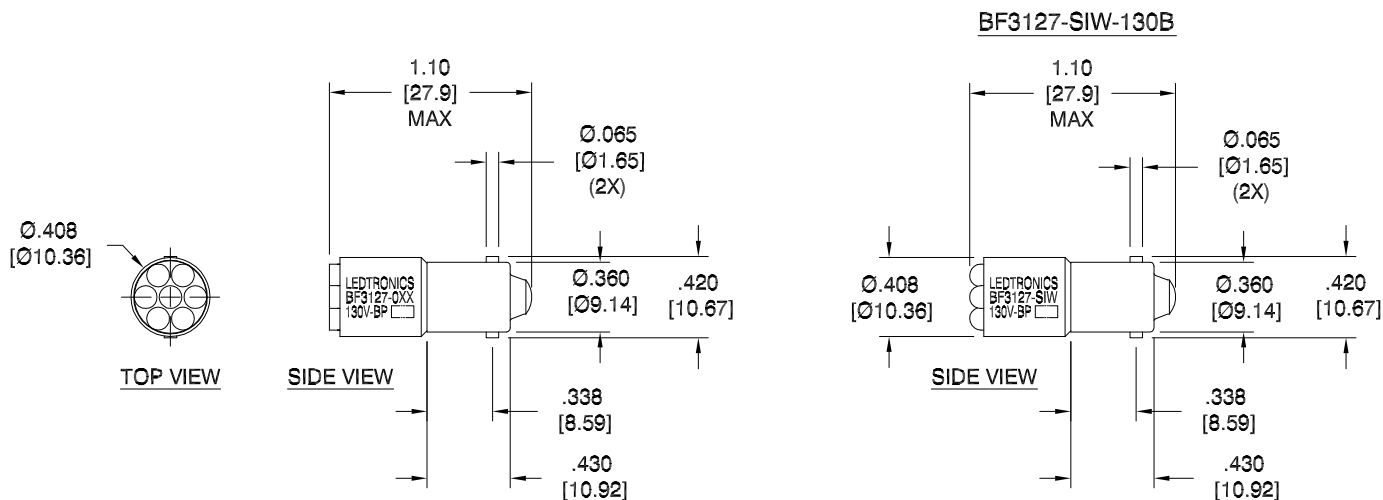 BF3127-SIW-130B
1.10
[27.9]
MAX
Ø.065
[Ø1.65]
(2X)
Ø.408
[Ø10.36]
LEDTRONICS
BF3127-0XX
130V-BP
Ø.360
[Ø9.14]
.420
[10.67]
TOP VIEW
SIDE VIEW
.338
[8.59]
.430
[10.92]
1.10
[27.9]
MAX
Ø.065
[Ø1.65]
(2X)
Ø.408
[Ø10.36]
LEDTRONICS
BF3127-SIW
130V-BP
Ø.360
[Ø9.14]
.420
[10.67]
SIDE VIEW
.338
[8.59]
.430
[10.92]